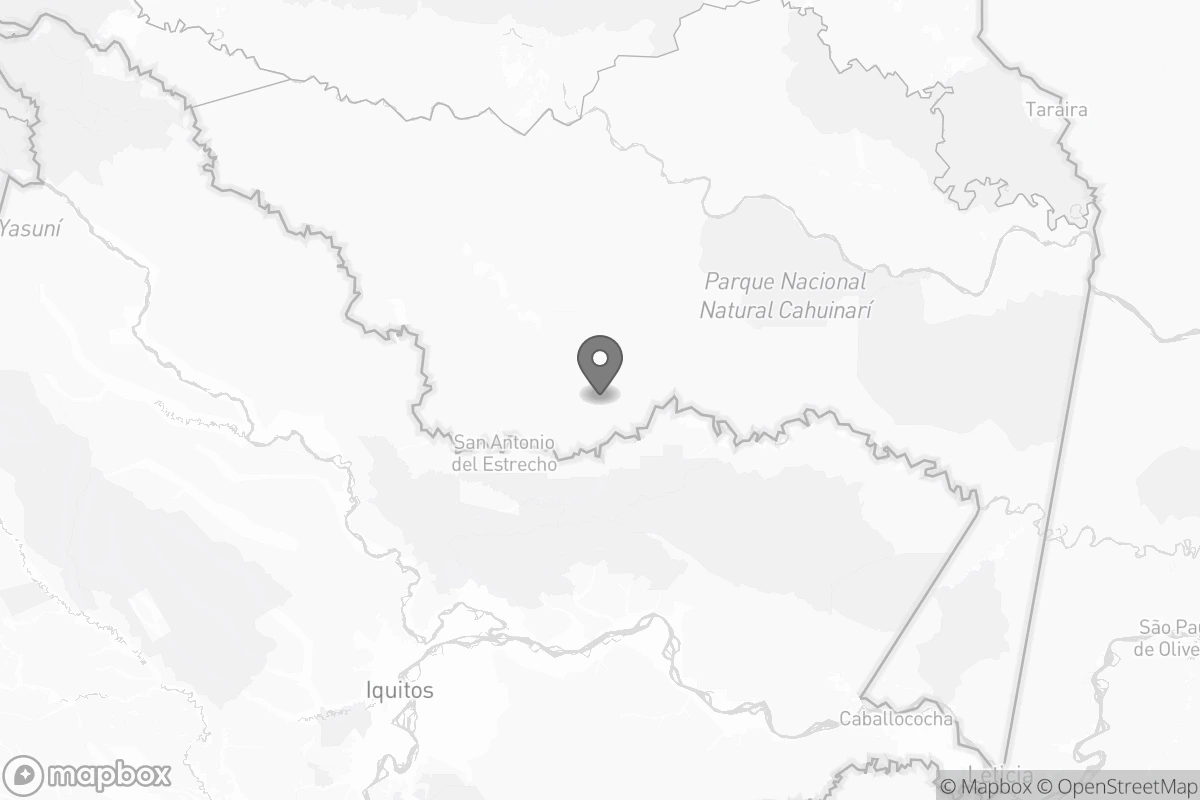 Taraira
Yasuní
Parque Nacional
Natural Cahuinarí
San Antonio
del Estrecho
São Pau
de Olive
Iquitos
Caballococha
Leticia
mapbox
© Mapbox © OpenStreetMap